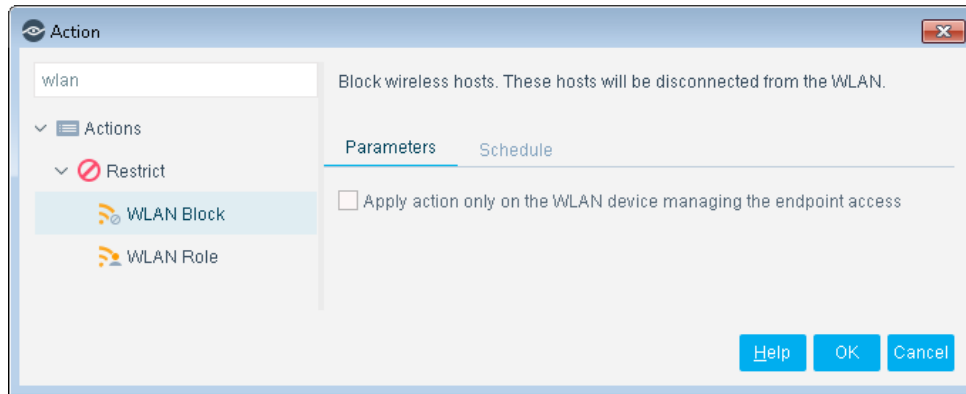 Action
wlan
Actions
Restrict
WLAN Block
WLAN Role
Block wireless hosts. These hosts will be disconnected from the WLAN.
Parameters Schedule
Apply action only on the WLAN device managing the endpoint access
Help OK Cancel